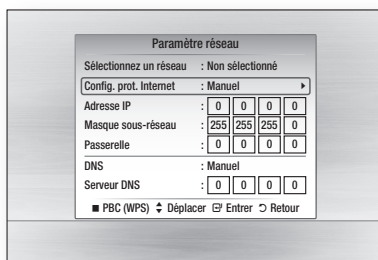 Paramètre réseau
Sélectionnez un réseau : Non sélectionné
Config. prot. Internet : Manuel
Adresse IP : 0 0 0 0
Masque sous-réseau : 255 255 255 0
Passerelle : 0 0 0 0
DNS : Manuel
Serveur DNS : 0 0 0 0
PBC (WPS) Déplacer Entrer Retour